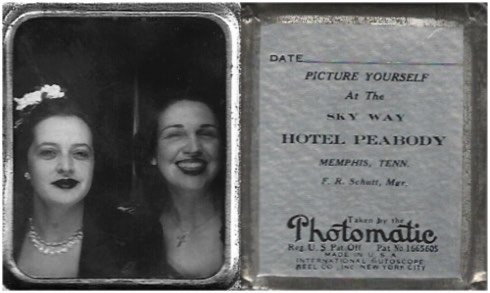 DATE
PICTURE YOURSELF
At The
SKY WAY
HOTEL PEABODY
MEMPHIS, TENN.
F. R. Schutt, Mgr.
Taken by the
Photomatic
Reg. U. S. Pat. Off. Pat. No. 1665605
MADE IN U. S. A.
INTERNATIONAL MUTOSCOPE
REEL CO. INC. NEW YORK CITY